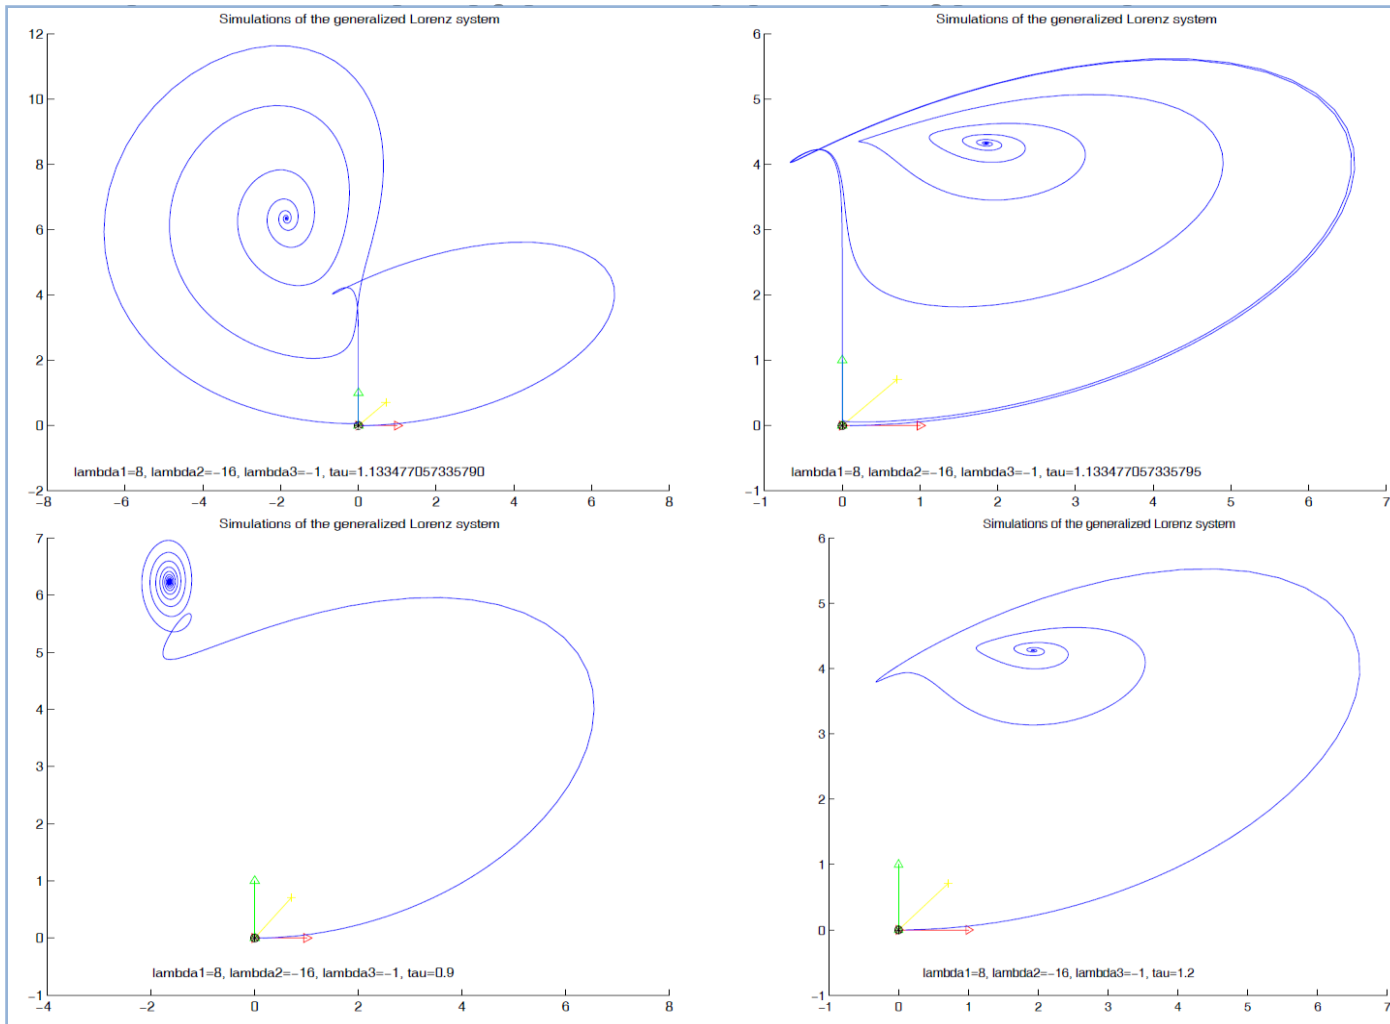 Simulations of the generalized Lorenz system
12
10
8
6
4
2
0
−2
−8 −6 −4 −2 0 2 4 6 8
lambda1=8, lambda2=−16, lambda3=−1, tau=1.133477057335790
Simulations of the generalized Lorenz system
6
5
4
3
2
1
0
−1
−1 0 1 2 3 4 5 6 7
lambda1=8, lambda2=−16, lambda3=−1, tau=1.133477057335795
Simulations of the generalized Lorenz system
7
6
5
4
3
2
1
0
−1
lambda1=8, lambda2=−16, lambda3=−1, tau=0.9
−4 −2 0 2 4 6 8
Simulations of the generalized Lorenz system
6
5
4
3
2
1
0
−1
lambda1=8, lambda2=−16, lambda3=−1, tau=1.2
−1 0 1 2 3 4 5 6 7